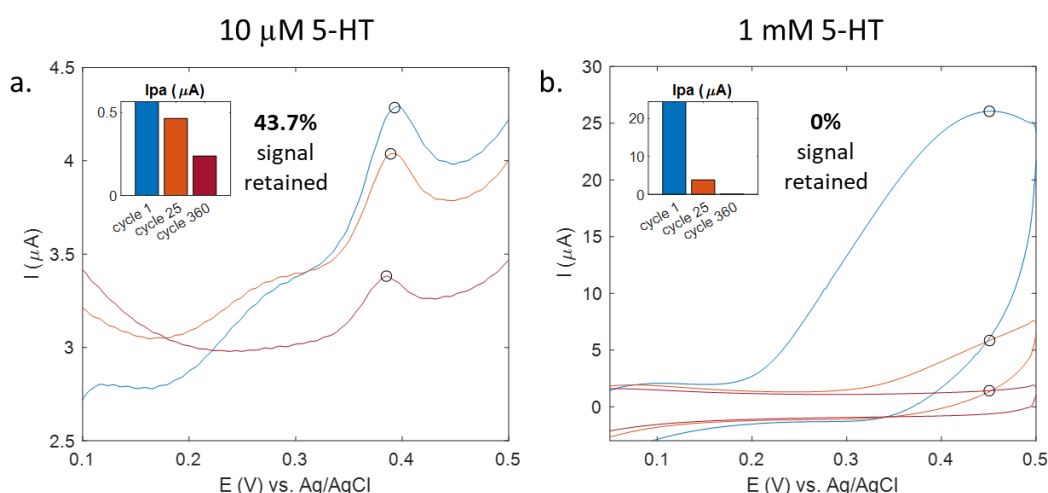 10 μM 5-HT
1 mM 5-HT
a.
4.5
4
3.5
3
2.5
I (μA)
0.1
0.2
0.3
0.4
0.5
E (V) vs. Ag/AgCl
Ipa (μA)
0.5
0
cycle 1
cycle 25
cycle 360
43.7%
signal
retained
b.
30
25
20
15
10
5
0
I (μA)
0.1
0.2
0.3
0.4
0.5
E (V) vs. Ag/AgCl
Ipa (μA)
20
10
0
cycle 1
cycle 25
cycle 360
0%
signal
retained